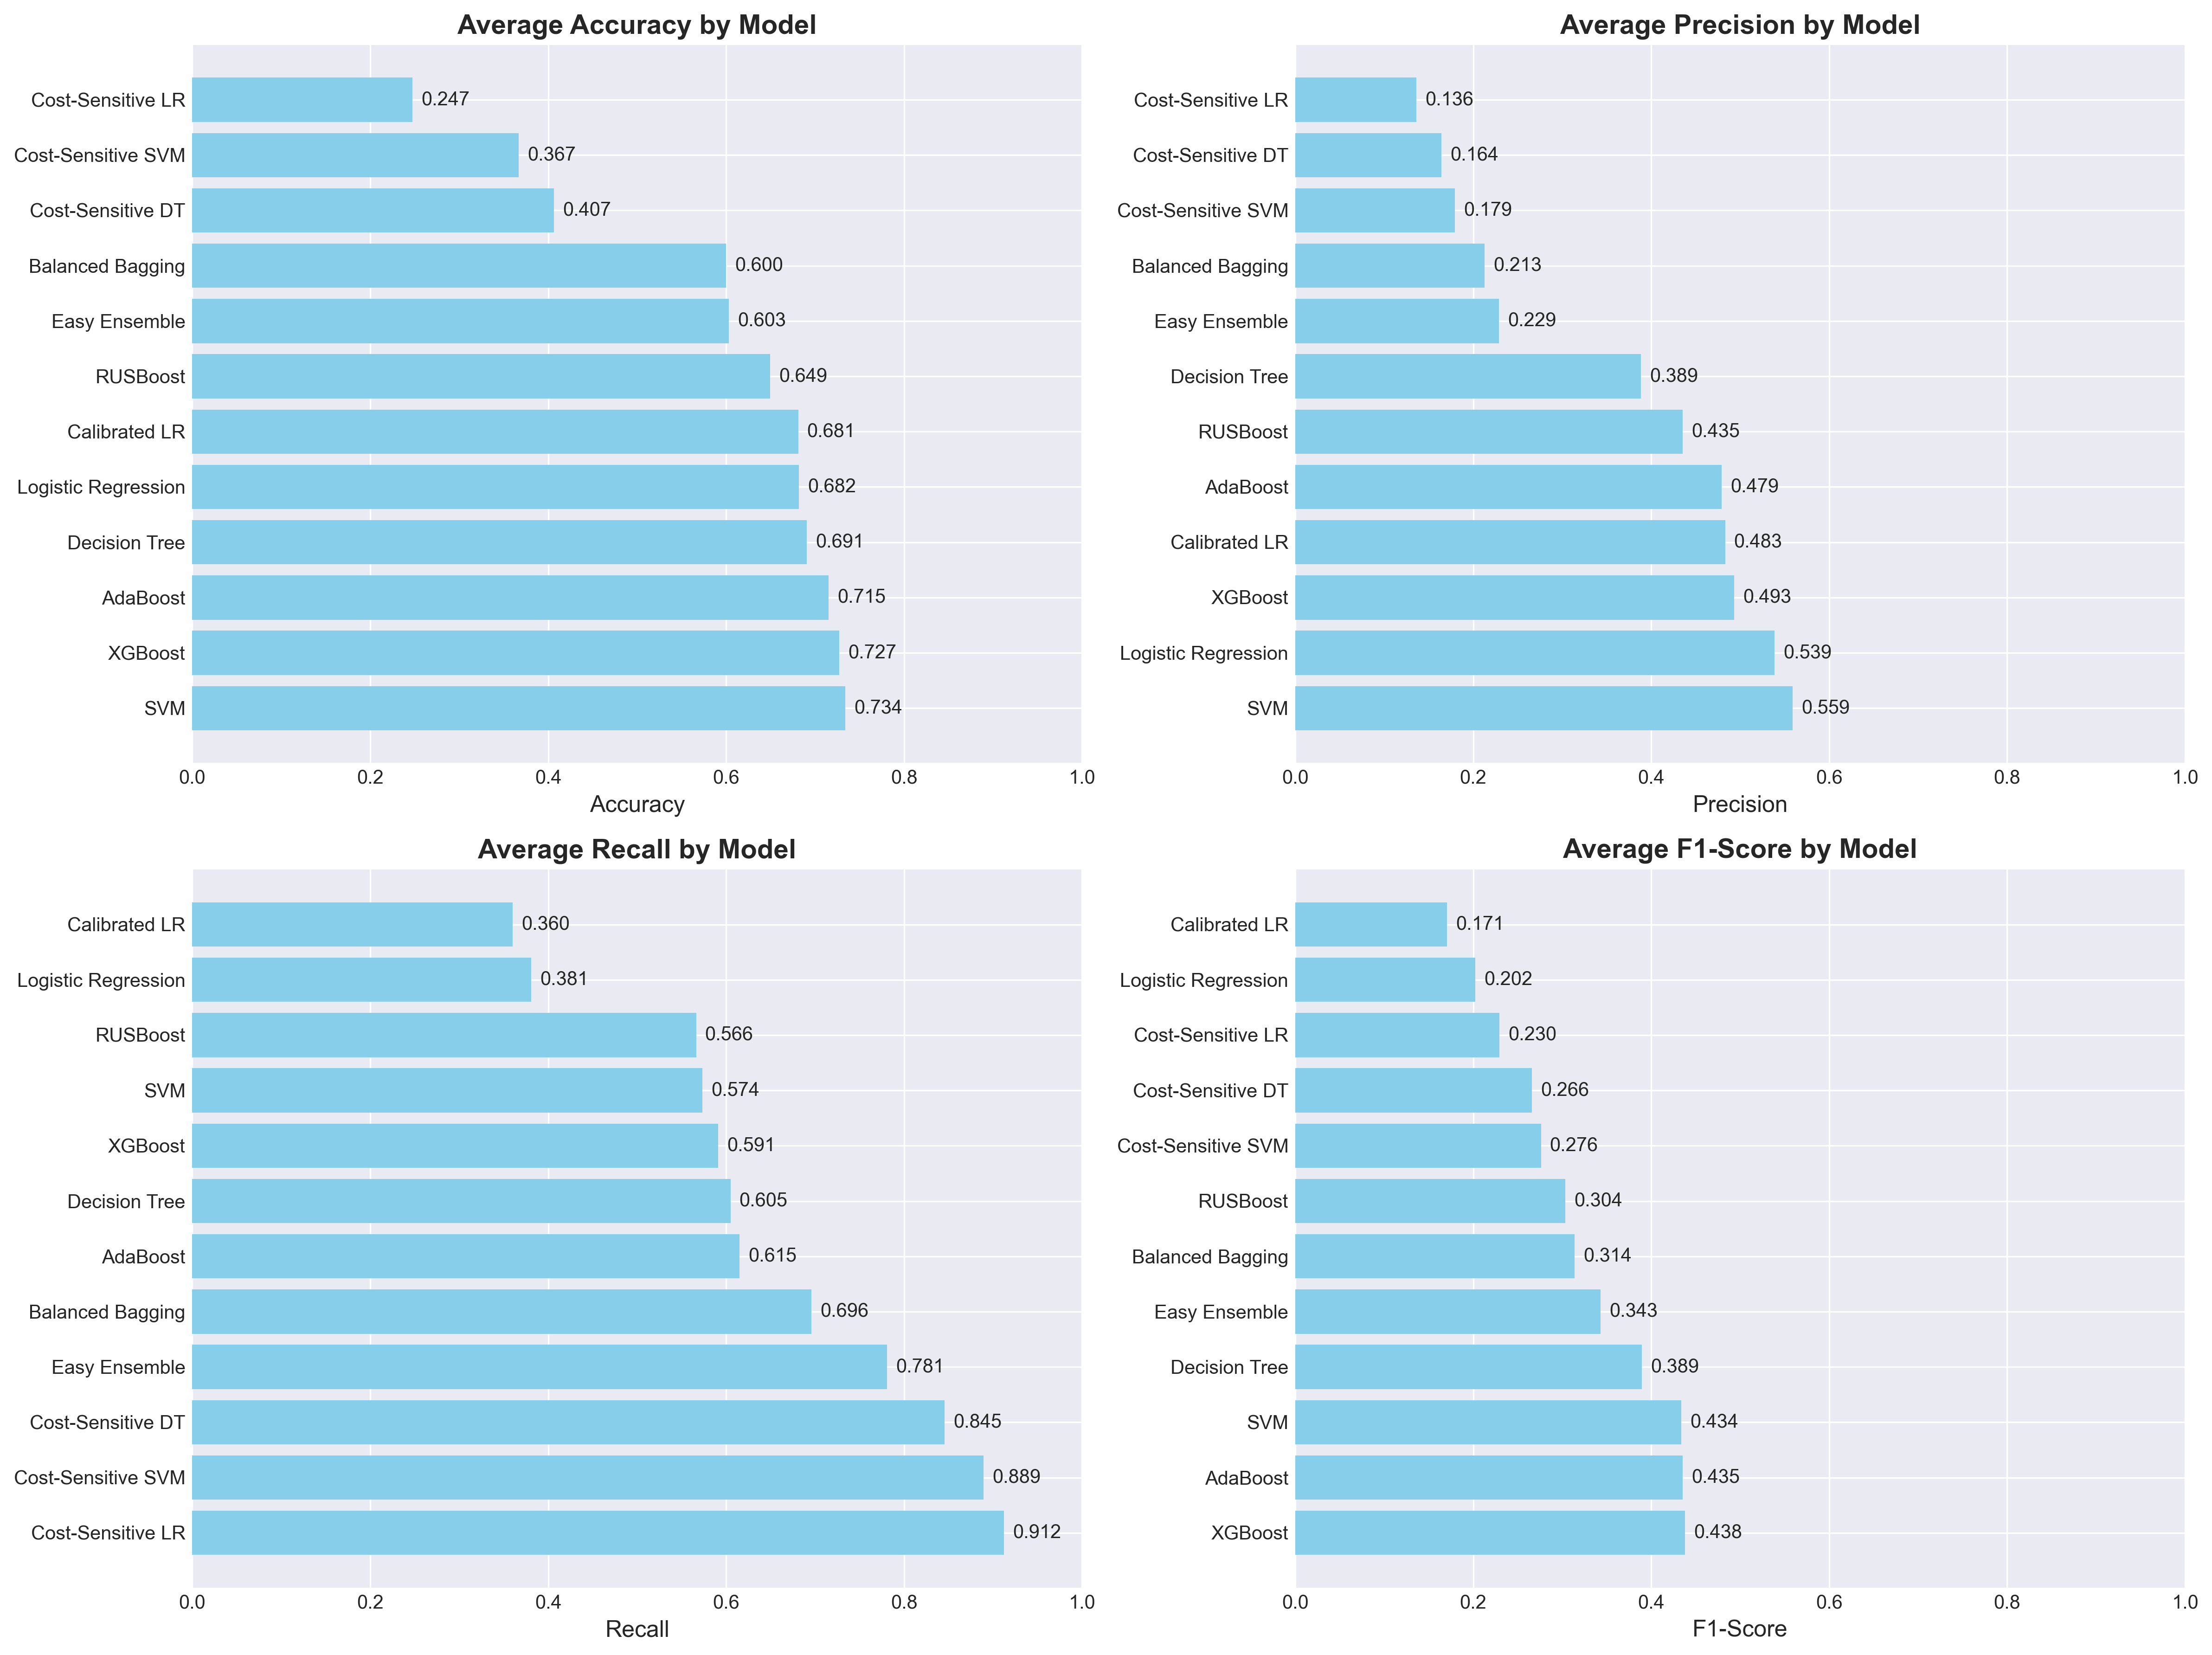 Average Accuracy by Model
Cost-Sensitive LR 0.247
Cost-Sensitive SVM 0.367
Cost-Sensitive DT 0.407
Balanced Bagging 0.600
Easy Ensemble 0.603
RUSBoost 0.649
Calibrated LR 0.681
Logistic Regression 0.682
Decision Tree 0.691
AdaBoost 0.715
XGBoost 0.727
SVM 0.734
0.0 0.2 0.4 0.6 0.8 1.0
Accuracy
Average Precision by Model
Cost-Sensitive LR 0.136
Cost-Sensitive DT 0.164
Cost-Sensitive SVM 0.179
Balanced Bagging 0.213
Easy Ensemble 0.229
Decision Tree 0.389
RUSBoost 0.435
AdaBoost 0.479
Calibrated LR 0.483
XGBoost 0.493
Logistic Regression 0.539
SVM 0.559
0.0 0.2 0.4 0.6 0.8 1.0
Precision
Average Recall by Model
Calibrated LR 0.360
Logistic Regression 0.381
RUSBoost 0.566
SVM 0.574
XGBoost 0.591
Decision Tree 0.605
AdaBoost 0.615
Balanced Bagging 0.696
Easy Ensemble 0.781
Cost-Sensitive DT 0.845
Cost-Sensitive SVM 0.889
Cost-Sensitive LR 0.912
0.0 0.2 0.4 0.6 0.8 1.0
Recall
Average F1-Score by Model
Calibrated LR 0.171
Logistic Regression 0.202
Cost-Sensitive LR 0.230
Cost-Sensitive DT 0.266
Cost-Sensitive SVM 0.276
RUSBoost 0.304
Balanced Bagging 0.314
Easy Ensemble 0.343
Decision Tree 0.389
SVM 0.434
AdaBoost 0.435
XGBoost 0.438
0.0 0.2 0.4 0.6 0.8 1.0
F1-Score